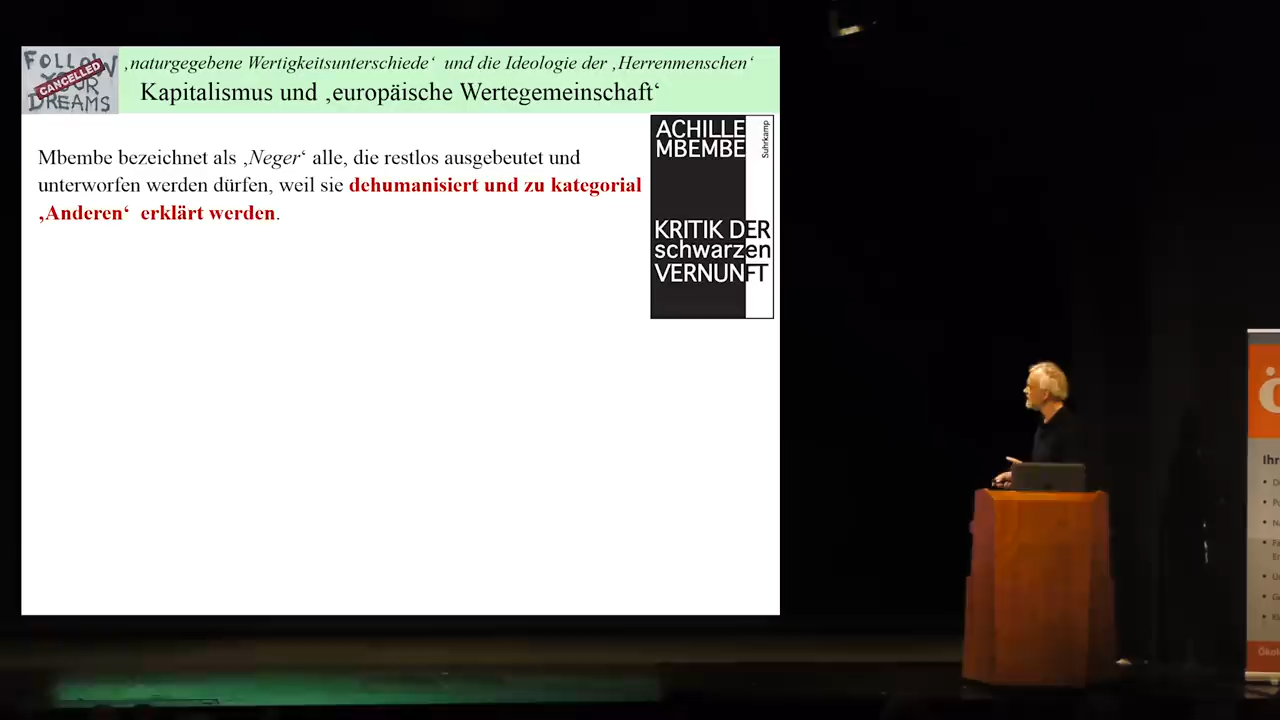 FOLLOW
YOUR
DREAMS
CANCELLED
‚naturgegebene Wertigkeitsunterschiede‘ und die Ideologie der ‚Herrenmenschen‘
Kapitalismus und ‚europäische Wertegemeinschaft‘
Mbembe bezeichnet als ‚Neger‘ alle, die restlos ausgebeutet und
unterworfen werden dürfen, weil sie dehumanisiert und zu kategorial
‚Anderen‘ erklärt werden.
ACHILLE
MBEMBE
Suhrkamp
KRITIK DER
schwarzen
VERNUNFT
Ihr